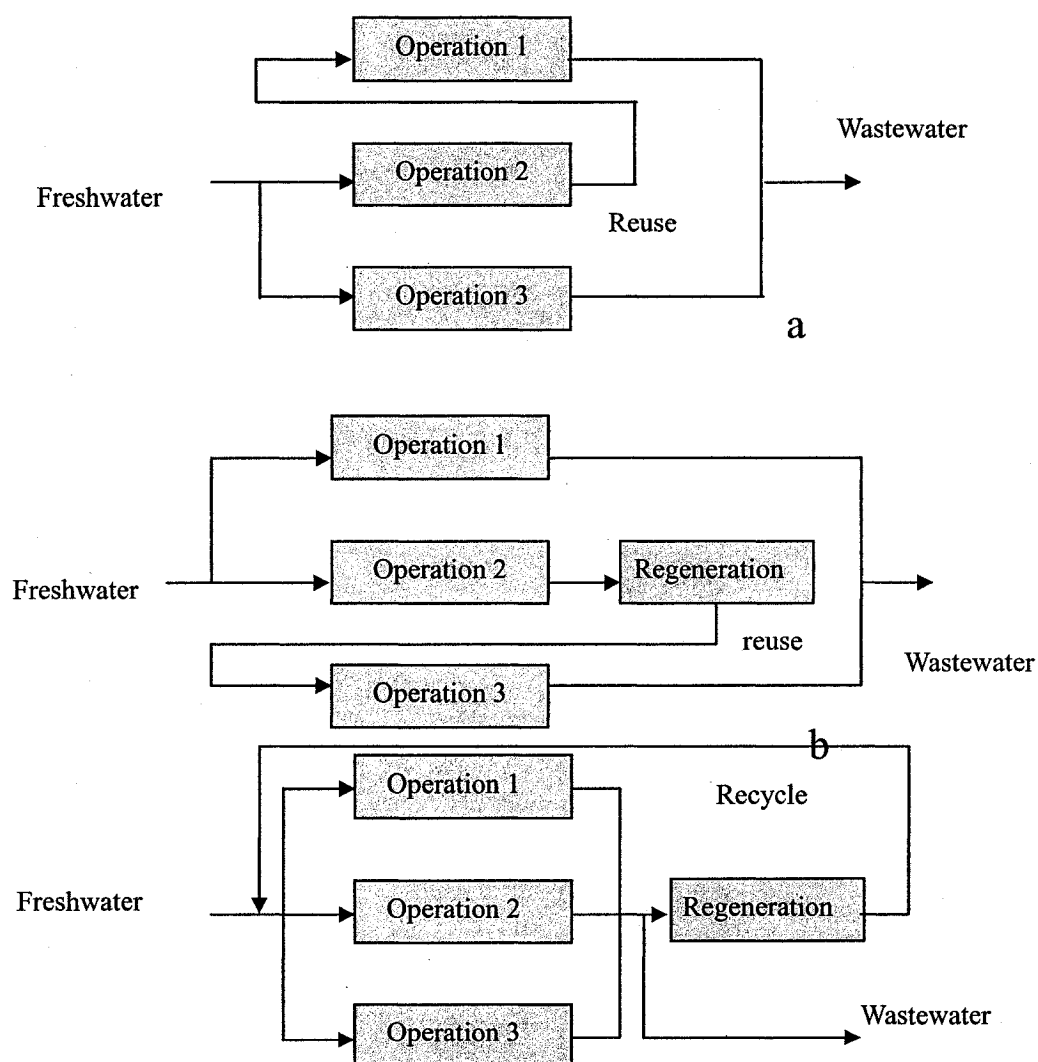 Operation 1
Wastewater
Operation 2
Freshwater
Reuse
Operation 3
a
Operation 1
Operation 2
Regeneration
Freshwater
reuse
Wastewater
Operation 3
b
Operation 1
Recycle
Freshwater
Operation 2
Regeneration
Wastewater
Operation 3